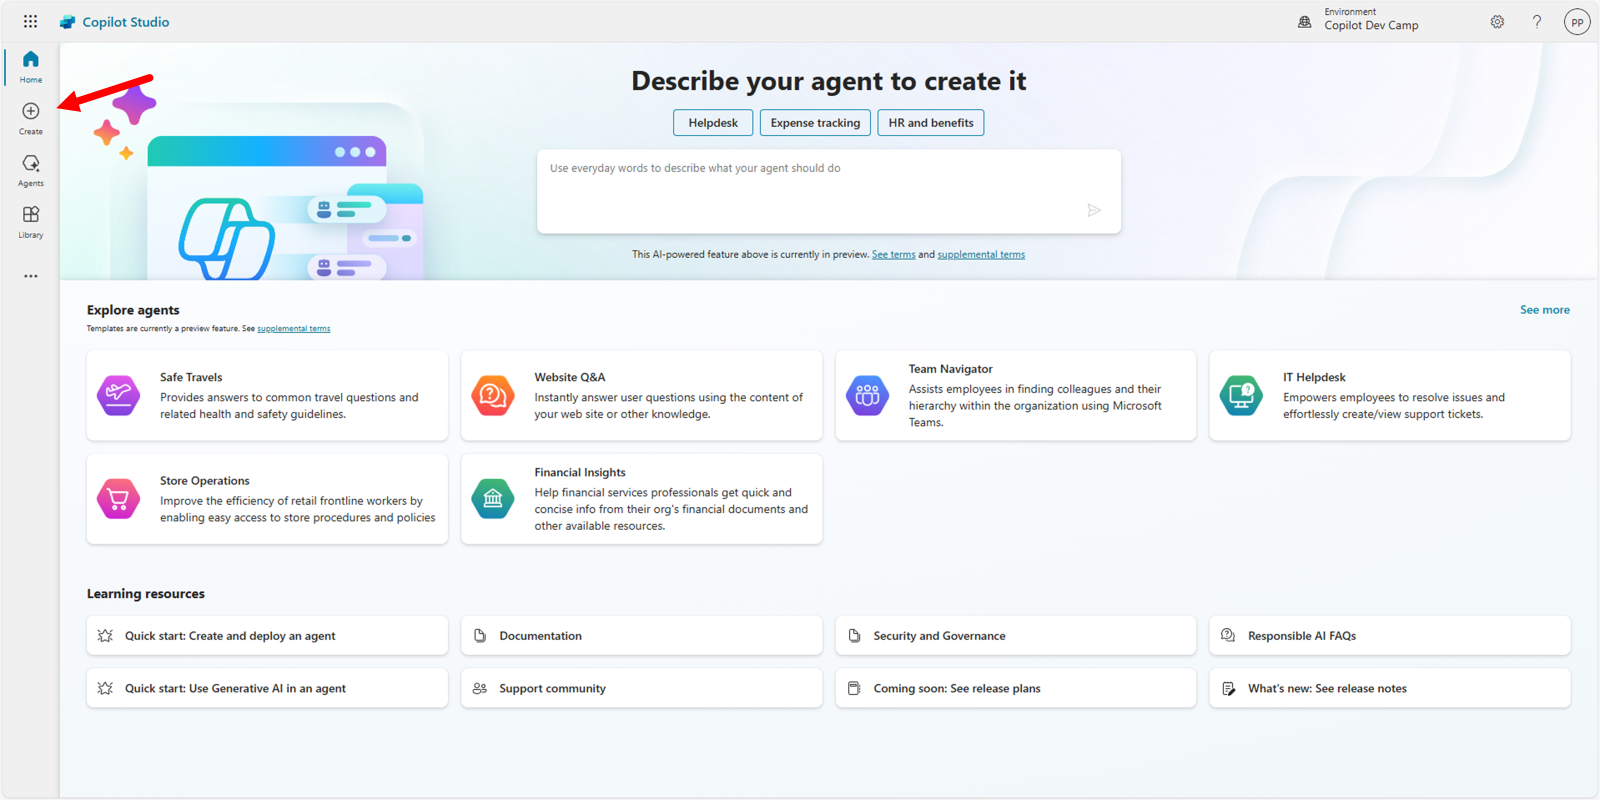 Copilot Studio
Environment
Copilot Dev Camp
PP
Home
Create
Agents
Library
Describe your agent to create it
Helpdesk
Expense tracking
HR and benefits
Use everyday words to describe what your agent should do
This AI-powered feature above is currently in preview. See terms and supplemental terms
Explore agents
See more
Templates are currently a preview feature. See supplemental terms
Safe Travels
Provides answers to common travel questions and
related health and safety guidelines.
Website Q&A
Instantly answer user questions using the content of
your web site or other knowledge.
Team Navigator
Assists employees in finding colleagues and their
hierarchy within the organization using Microsoft
Teams.
IT Helpdesk
Empowers employees to resolve issues and
effortlessly create/view support tickets.
Store Operations
Improve the efficiency of retail frontline workers by
enabling easy access to store procedures and policies
Financial Insights
Help financial services professionals get quick and
concise info from their org's financial documents and
other available resources.
Learning resources
Quick start: Create and deploy an agent
Documentation
Security and Governance
Responsible AI FAQs
Quick start: Use Generative AI in an agent
Support community
Coming soon: See release plans
What's new: See release notes